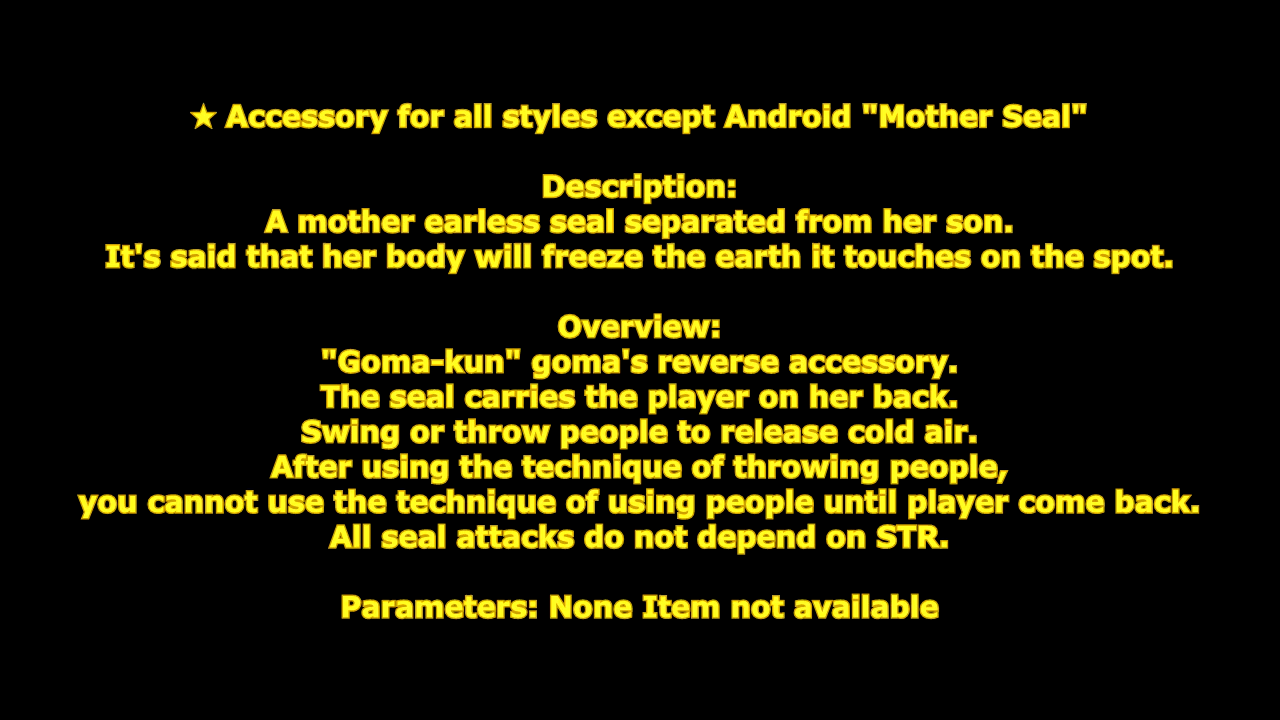 ★ Accessory for all styles except Android "Mother Seal"
Description:
A mother earless seal separated from her son.
It's said that her body will freeze the earth it touches on the spot.
Overview:
"Goma-kun" goma's reverse accessory.
The seal carries the player on her back.
Swing or throw people to release cold air.
After using the technique of throwing people,
you cannot use the technique of using people until player come back.
All seal attacks do not depend on STR.
Parameters: None Item not available